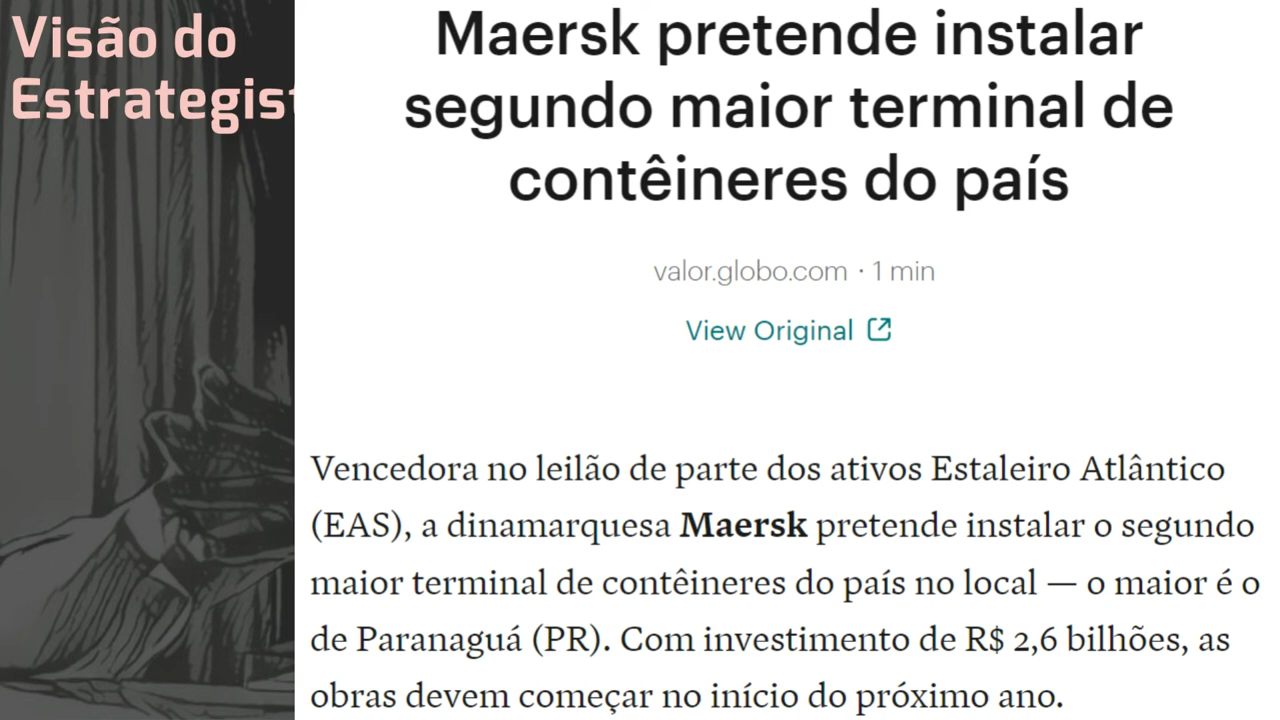 Visão do
Estrategist
Maersk pretende instalar
segundo maior terminal de
contêineres do país
valor.globo.com · 1 min
View Original
Vencedora no leilão de parte dos ativos Estaleiro Atlântico
(EAS), a dinamarquesa Maersk pretende instalar o segundo
maior terminal de contêineres do país no local — o maior é o
de Paranaguá (PR). Com investimento de R$ 2,6 bilhões, as
obras devem começar no início do próximo ano.